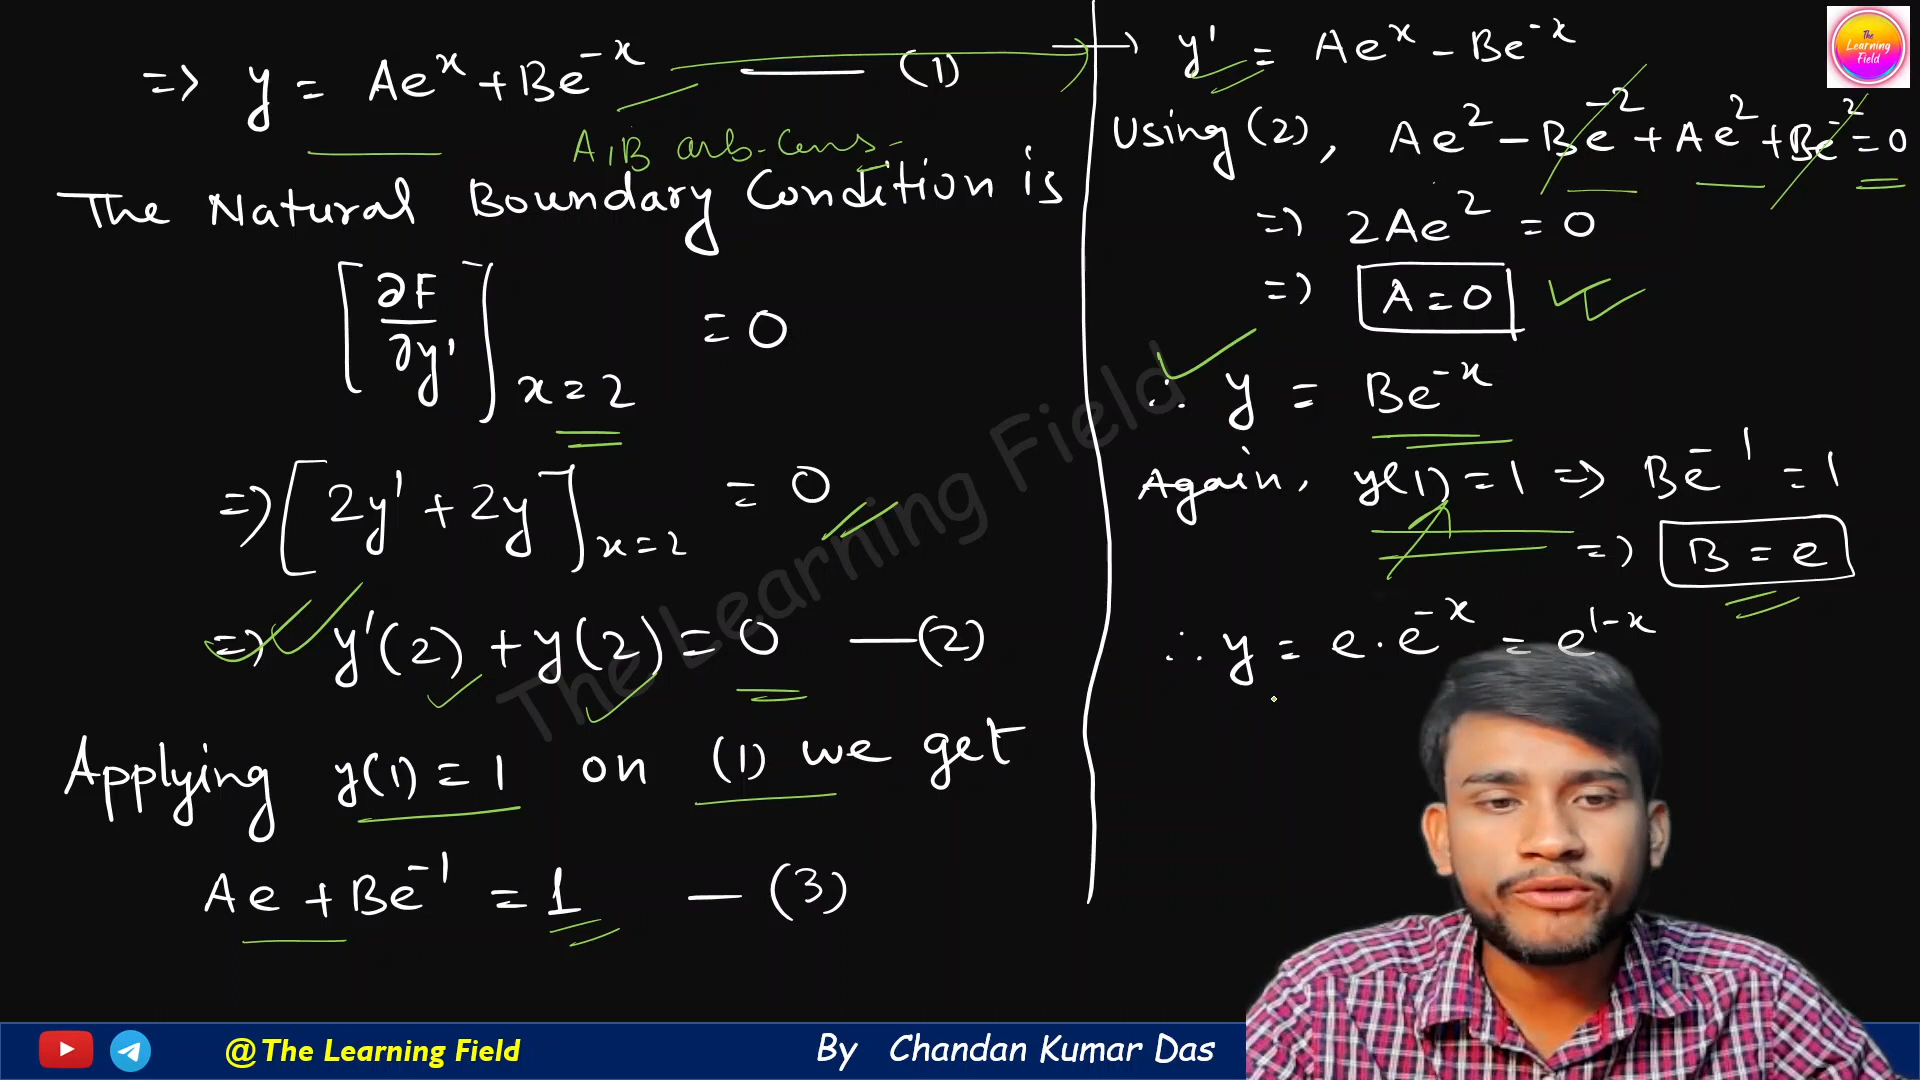 => y = Ae^x + Be^-x —— (1)
A, B arb. Cons.
The Natural Boundary Condition is
[∂F/∂y']x=2 = 0
=> [2y' + 2y]x=2 = 0
=> y'(2) + y(2) = 0 —(2)
Applying y(1) = 1 on (1) we get
Ae + Be^-1 = 1 — (3)
→ y' = Ae^x - Be^-x
Using (2), Ae^2 - Be^-2 + Ae^2 + Be^-2 = 0
=> 2Ae^2 = 0
=> A = 0
∴ y = Be^-x
Again, y(1) = 1 => Be^-1 = 1
=> B = e
∴ y = e·e^-x = e^1-x
The Learning Field
The
Learning
Field
@The Learning Field
By Chandan Kumar Das